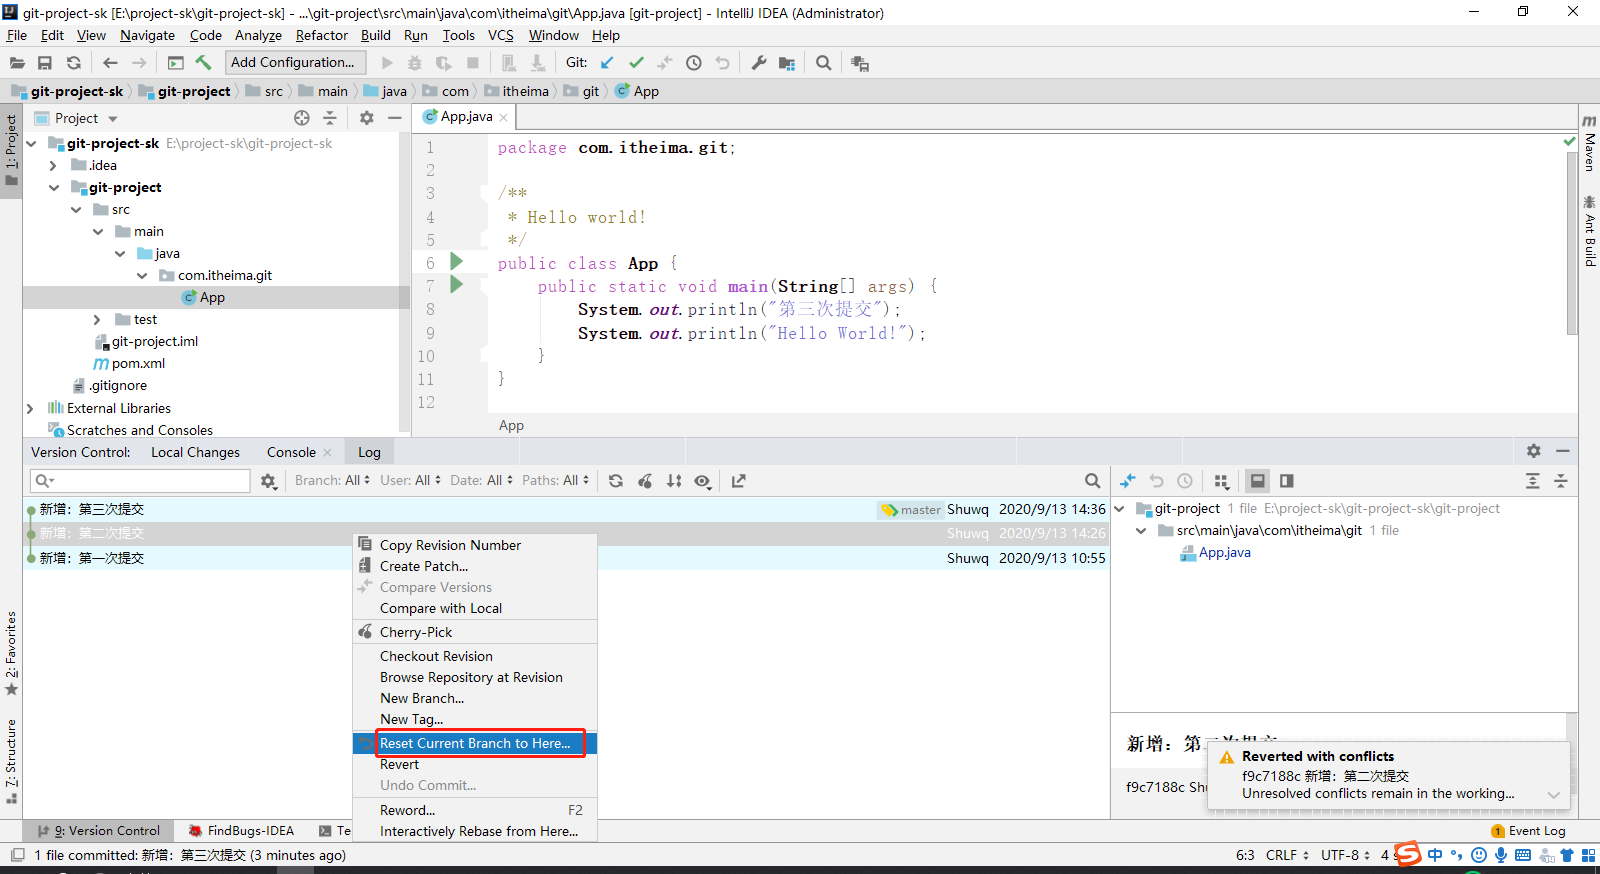 git-project-sk [E:\project-sk\git-project-sk] - ...\git-project\src\main\java\com\itheima\git\App.java [git-project] - IntelliJ IDEA (Administrator)
File Edit View Navigate Code Analyze Refactor Build Run Tools VCS Window Help
Add Configuration... Git:
git-project-sk git-project src main java com itheima git App
1: Project
Project
git-project-sk E:\project-sk\git-project-sk
.idea
git-project
src
main
java
com.itheima.git
App
test
git-project.iml
pom.xml
.gitignore
External Libraries
Scratches and Consoles
App.java
1 package com.itheima.git;
2
3 /**
4 * Hello world!
5 */
6 public class App {
7 public static void main(String[] args) {
8 System.out.println("第三次提交");
9 System.out.println("Hello World!");
10 }
11 }
12
App
Maven
Ant Build
Version Control: Local Changes Console Log
Branch: All User: All Date: All Paths: All
新增：第三次提交 master Shuwq 2020/9/13 14:36
新增：第二次提交 Shuwq 2020/9/13 14:26
新增：第一次提交 Shuwq 2020/9/13 10:55
Copy Revision Number
Create Patch...
Compare Versions
Compare with Local
Cherry-Pick
Checkout Revision
Browse Repository at Revision
New Branch...
New Tag...
Reset Current Branch to Here...
Revert
Undo Commit...
Reword... F2
Interactively Rebase from Here...
git-project 1 file E:\project-sk\git-project-sk\git-project
src\main\java\com\itheima\git 1 file
App.java
新增：第
f9c7188c Shu
Reverted with conflicts
f9c7188c 新增：第二次提交
Unresolved conflicts remain in the working...
2: Favorites
7: Structure
9: Version Control FindBugs-IDEA Te
1 Event Log
1 file committed: 新增：第三次提交 (3 minutes ago)
6:3 CRLF UTF-8 4 s
中